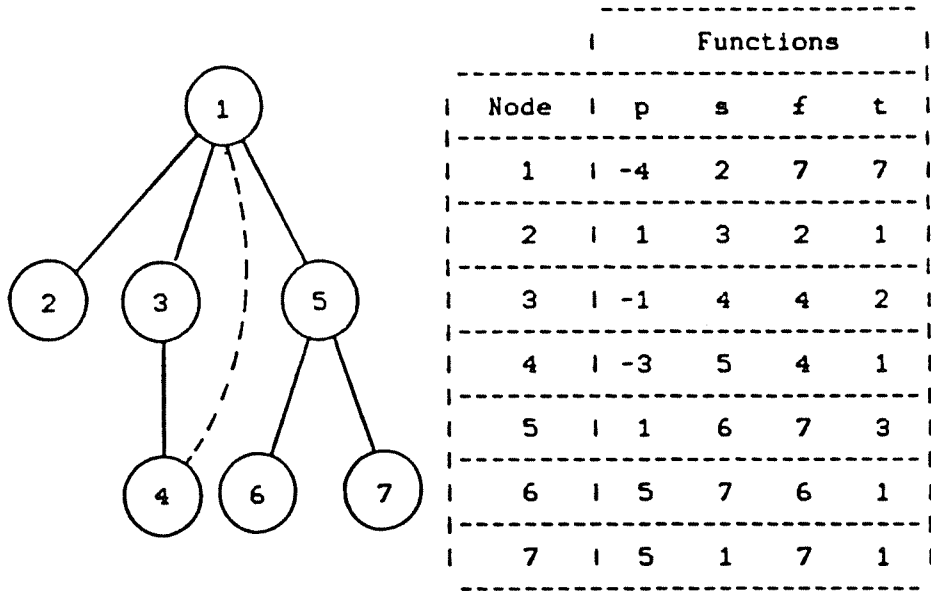 Functions
Node p s f t
1 -4 2 7 7
2 1 3 2 1
3 -1 4 4 2
4 -3 5 4 1
5 1 6 7 3
6 5 7 6 1
7 5 1 7 1
1
2 3 5
4 6 7